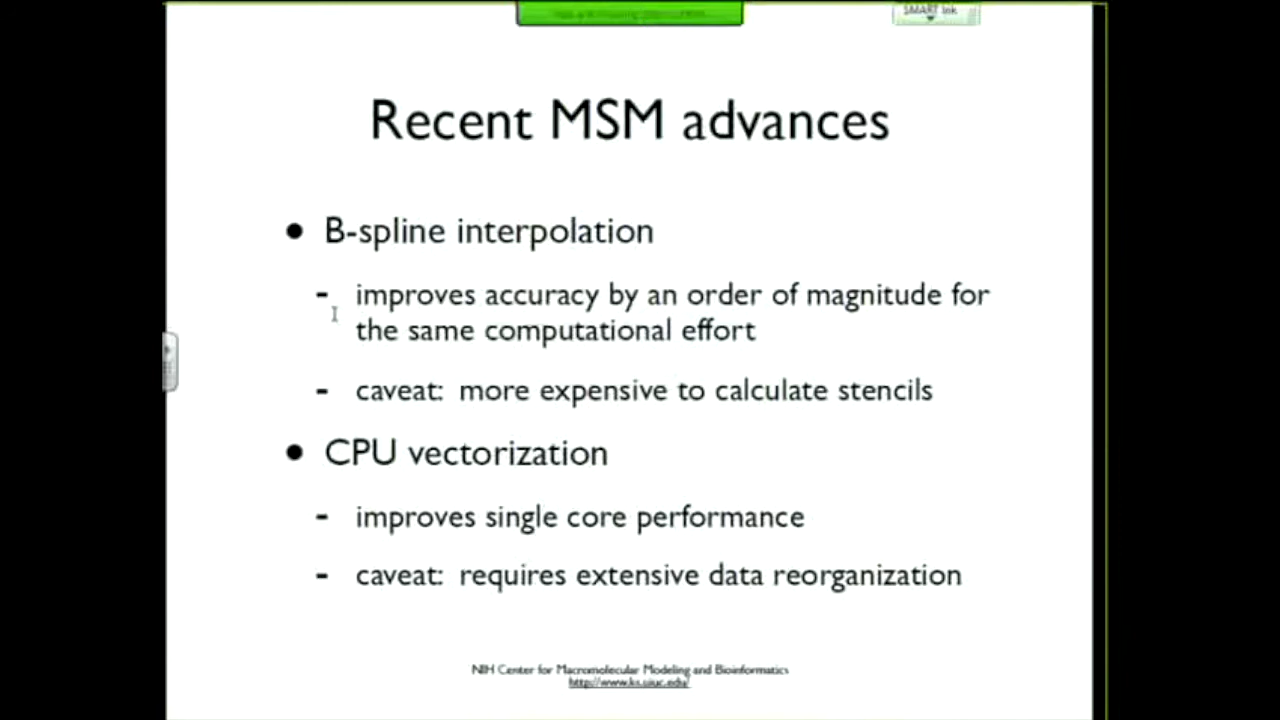 SMART Ink
Recent MSM advances
• B-spline interpolation
- improves accuracy by an order of magnitude for
the same computational effort
- caveat: more expensive to calculate stencils
• CPU vectorization
- improves single core performance
- caveat: requires extensive data reorganization
NIH Center for Macromolecular Modeling and Bioinformatics
http://www.ks.uiuc.edu/